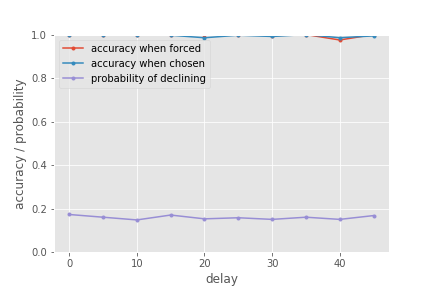 1.0
accuracy when forced
accuracy when chosen
probability of declining
0.8
0.6
0.4
0.2
0.0
accuracy / probability
0 10 20 30 40
delay